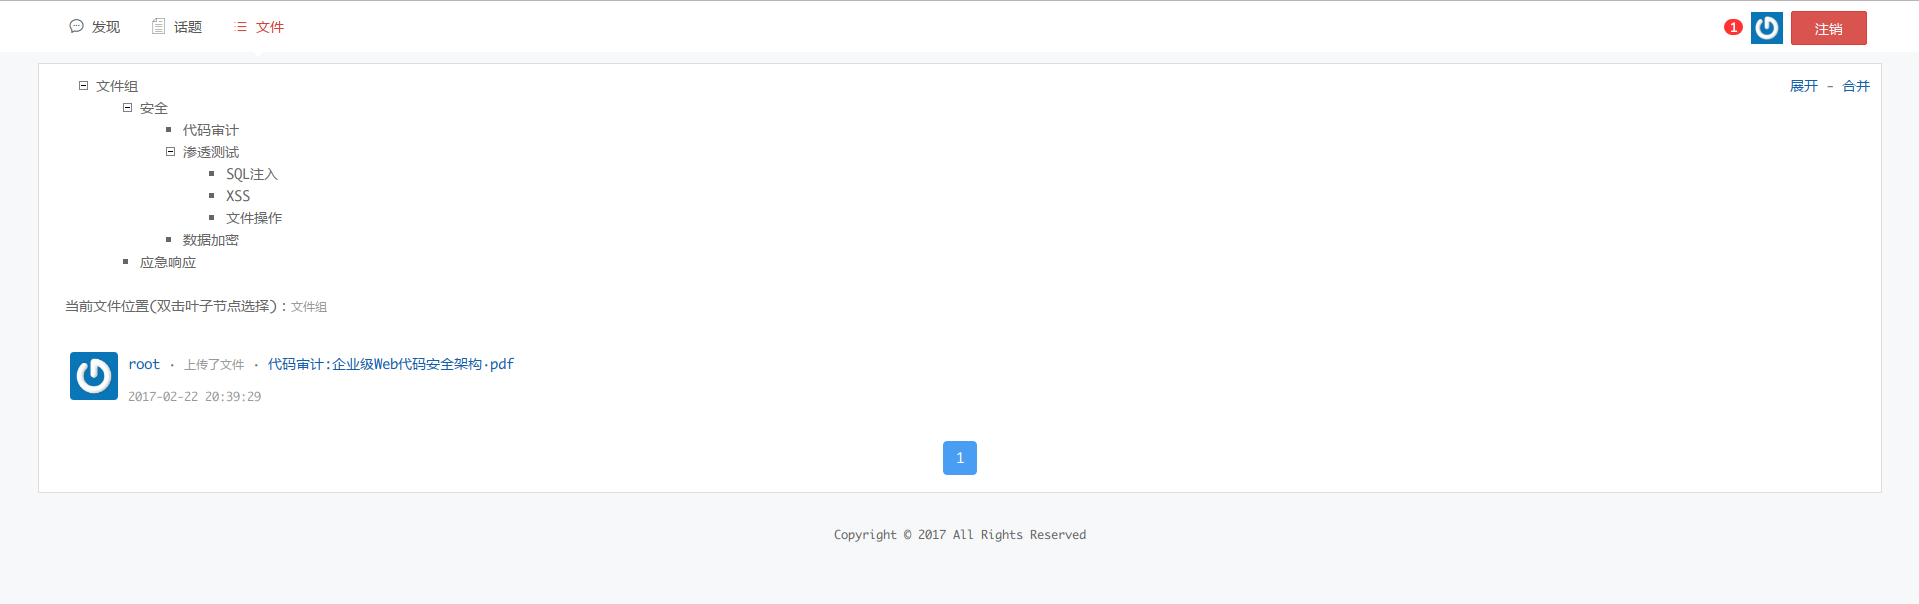 发现 话题 文件 1 注销
文件组 展开 - 合并
安全
代码审计
渗透测试
SQL注入
XSS
文件操作
数据加密
应急响应
当前文件位置(双击叶子节点选择)：文件组
root · 上传了文件 · 代码审计:企业级Web代码安全架构.pdf
2017-02-22 20:39:29
1
Copyright © 2017 All Rights Reserved